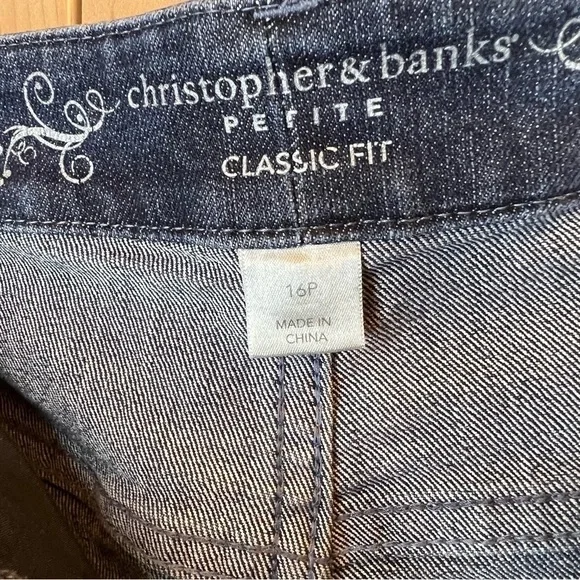 christopher & banks
PETITE
CLASSIC FIT
16P
MADE IN
CHINA